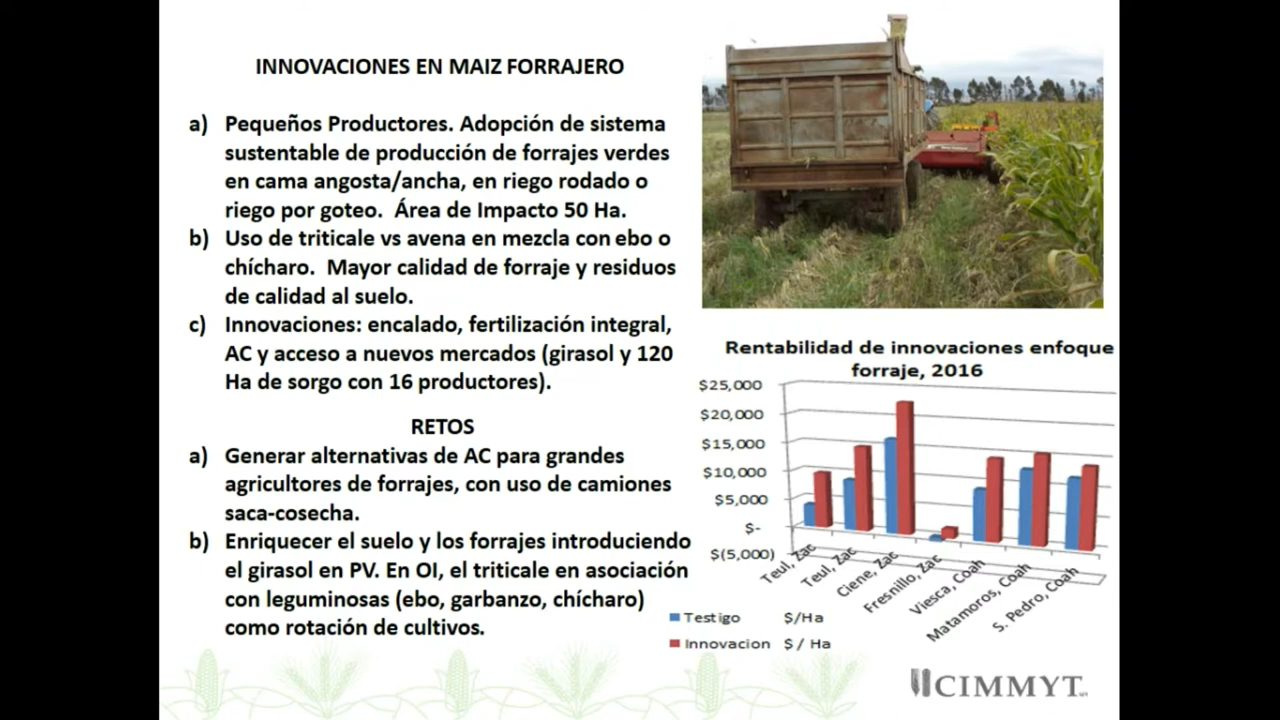 INNOVACIONES EN MAIZ FORRAJERO
a) Pequeños Productores. Adopción de sistema
sustentable de producción de forrajes verdes
en cama angosta/ancha, en riego rodado o
riego por goteo. Área de Impacto 50 Ha.
b) Uso de triticale vs avena en mezcla con ebo o
chícharo. Mayor calidad de forraje y residuos
de calidad al suelo.
c) Innovaciones: encalado, fertilización integral,
AC y acceso a nuevos mercados (girasol y 120
Ha de sorgo con 16 productores).
RETOS
a) Generar alternativas de AC para grandes
agricultores de forrajes, con uso de camiones
saca-cosecha.
b) Enriquecer el suelo y los forrajes introduciendo
el girasol en PV. En OI, el triticale en asociación
con leguminosas (ebo, garbanzo, chícharo)
como rotación de cultivos.
Rentabilidad de innovaciones enfoque
forraje, 2016
$25,000
$20,000
$15,000
$10,000
$5,000
$-
$(5,000)
Teul, Zac
Teul, Zac
Ciene, Zac
Fresnillo, Zac
Viesca, Coah
Matamoros, Coah
S. Pedro, Coah
Testigo $/Ha
Innovacion $ / Ha
CIMMYT